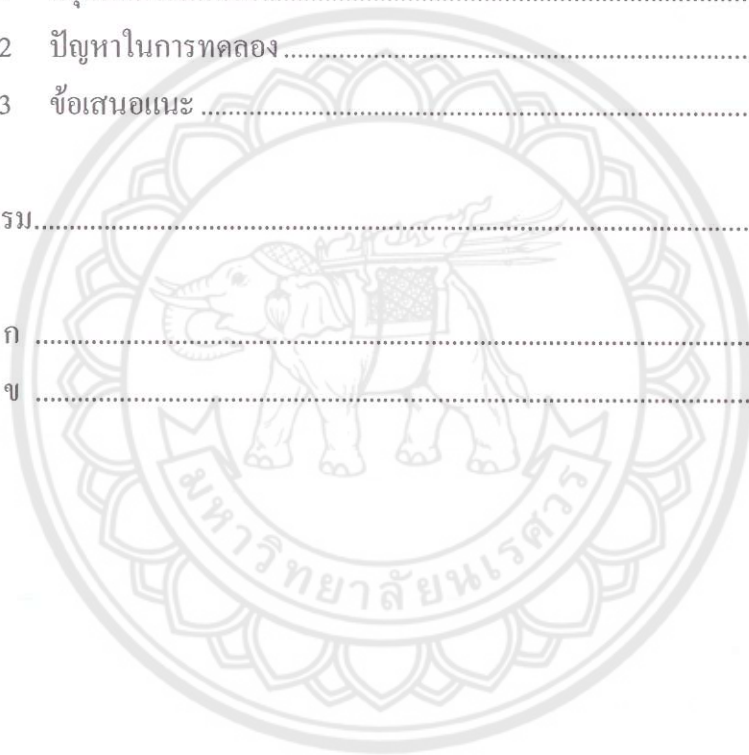 2 ปัญหาในการทดลอง
3 ข้อเสนอแนะ
รม
ก
ข
มหาวิทยาลัยนเรศวร